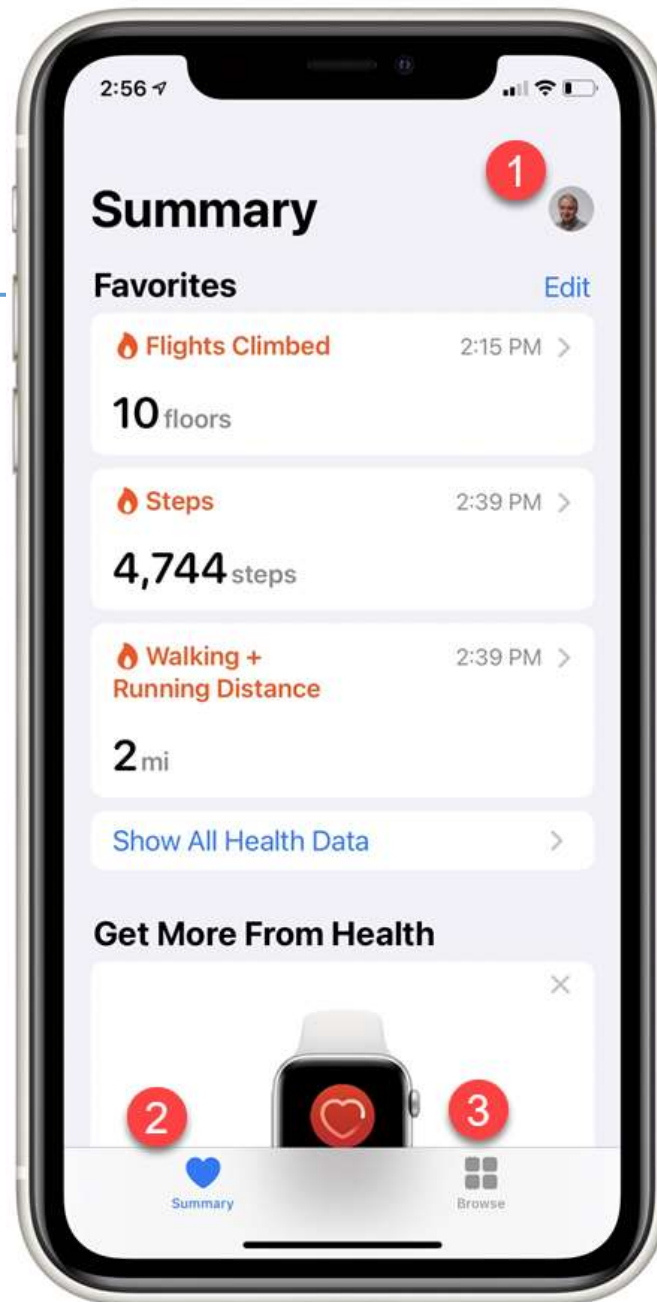 2:56
1
Summary
Favorites
Edit
Flights Climbed
2:15 PM
10 floors
Steps
2:39 PM
4,744 steps
Walking +
2:39 PM
Running Distance
2 mi
Show All Health Data
Get More From Health
2
3
Summary
Browse